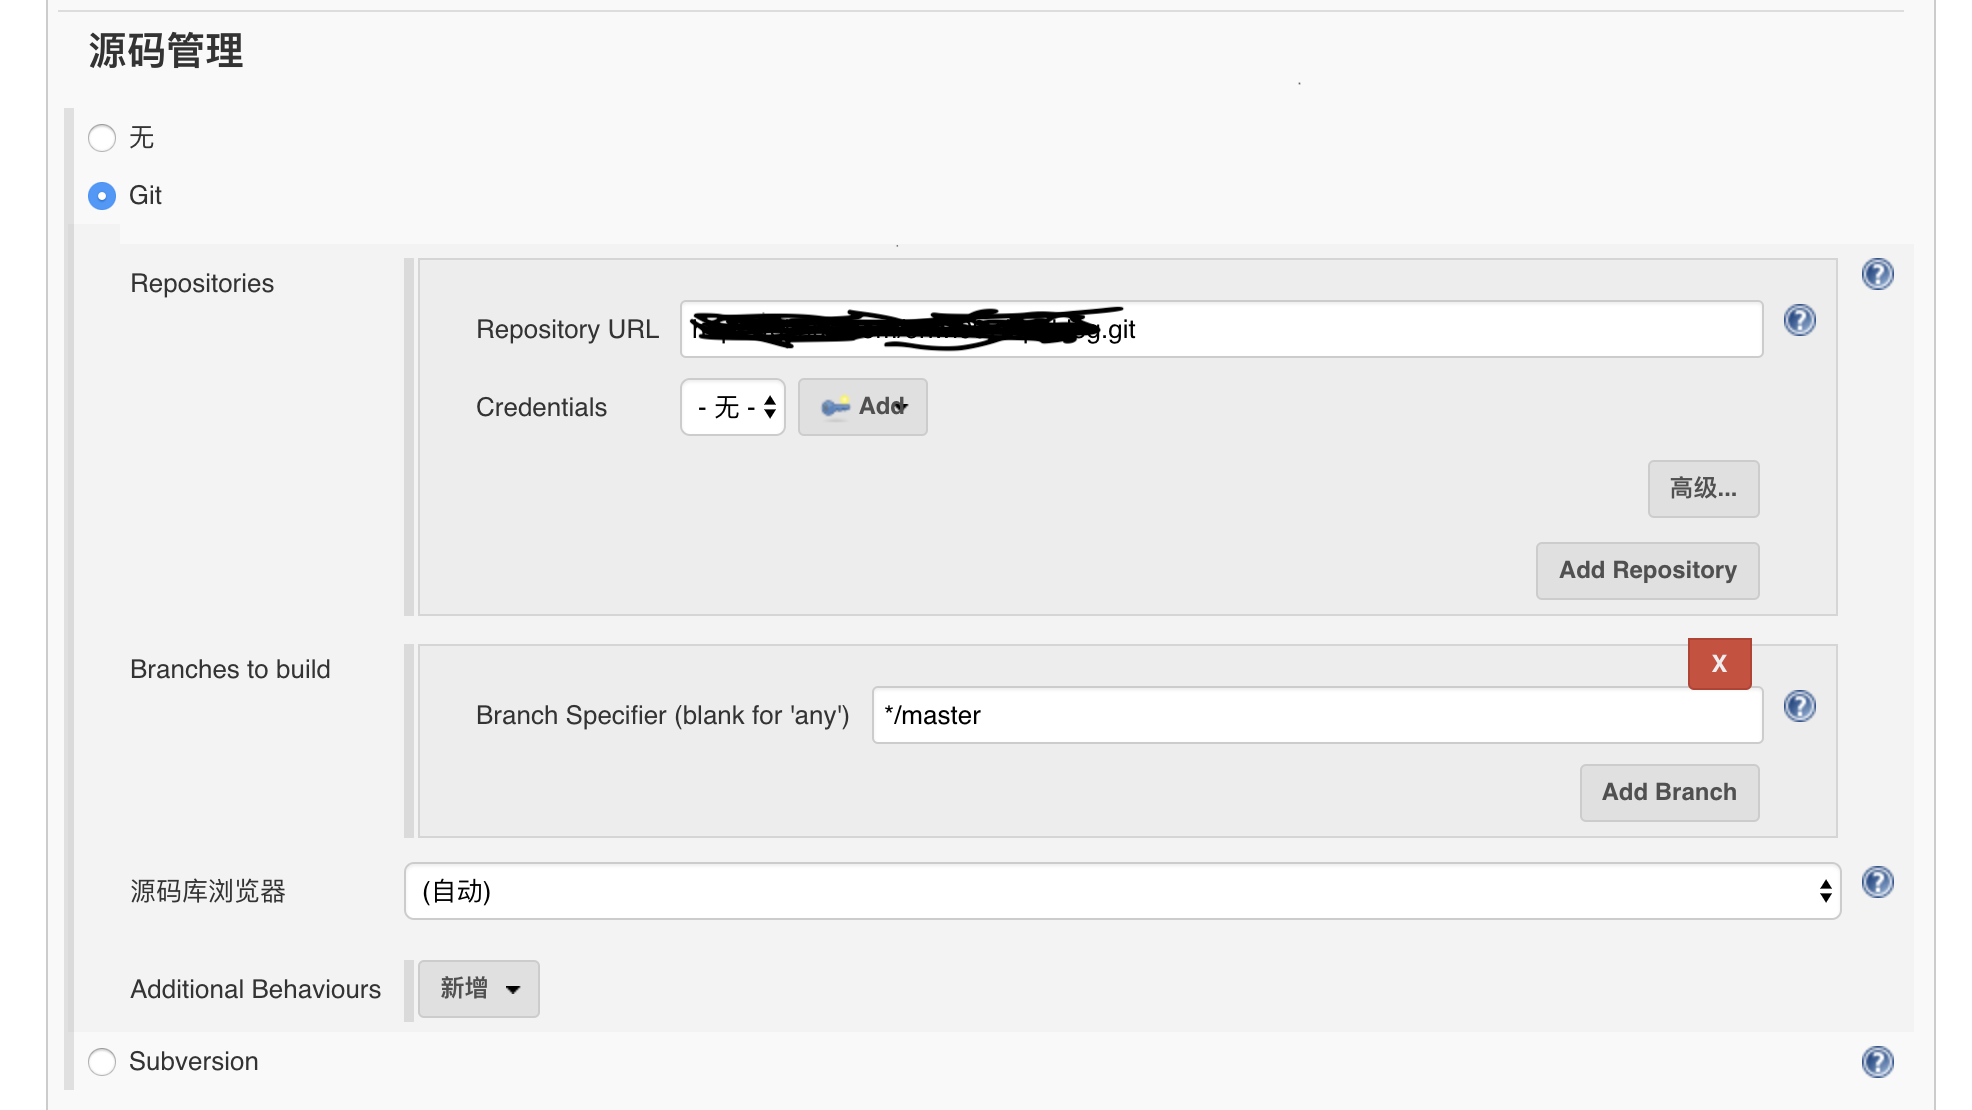 源码管理
无
Git
Repositories
Repository URL
.git
Credentials
- 无 -
Add
高级...
Add Repository
Branches to build
X
Branch Specifier (blank for 'any')
*/master
Add Branch
源码库浏览器
(自动)
Additional Behaviours
新增
Subversion